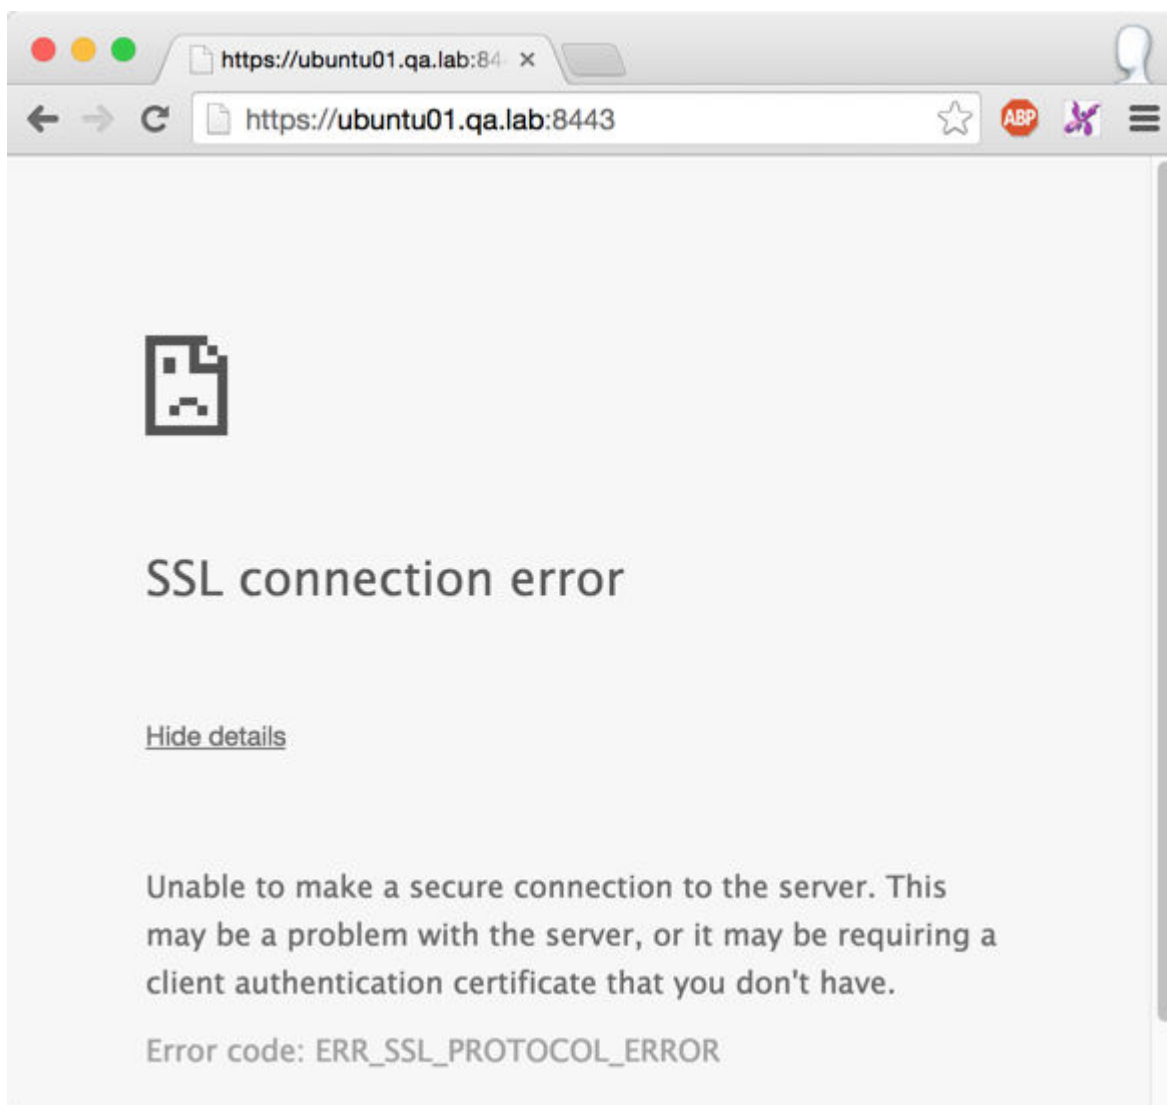 https://ubuntu01.qa.lab:84
https://ubuntu01.qa.lab:8443
ABP
SSL connection error
Hide details
Unable to make a secure connection to the server. This
may be a problem with the server, or it may be requiring a
client authentication certificate that you don't have.
Error code: ERR_SSL_PROTOCOL_ERROR